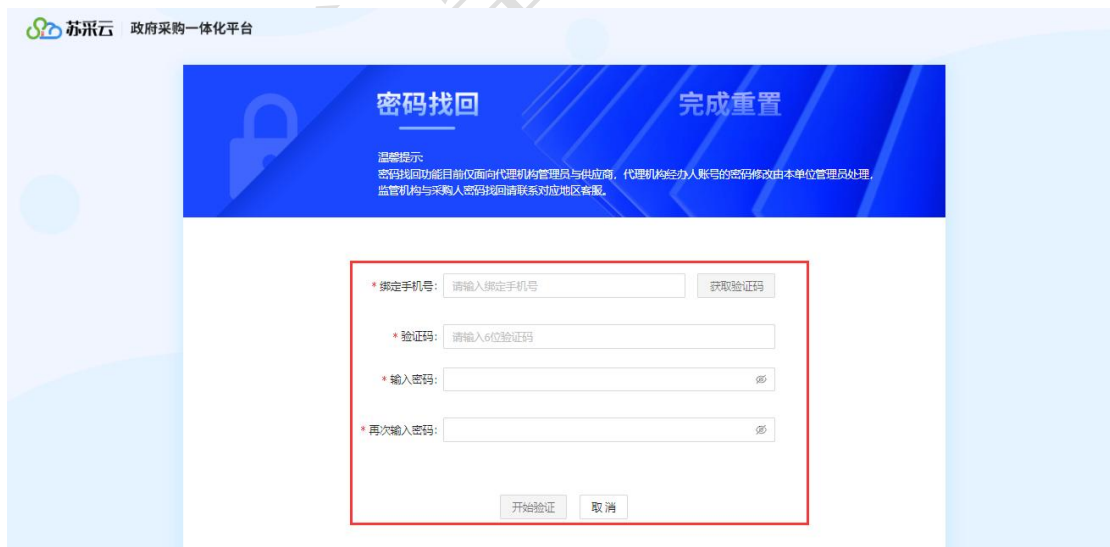 苏采云 政府采购一体化平台
密码找回 完成重置
温馨提示:
密码找回功能目前仅面向代理机构管理员与供应商，代理机构经办人账号的密码修改由本单位管理员处理，
监管机构与采购人密码找回请联系对应地区客服。
* 绑定手机号： 请输入绑定手机号 获取验证码
* 验证码： 请输入6位验证码
* 输入密码：
* 再次输入密码：
开始验证 取 消